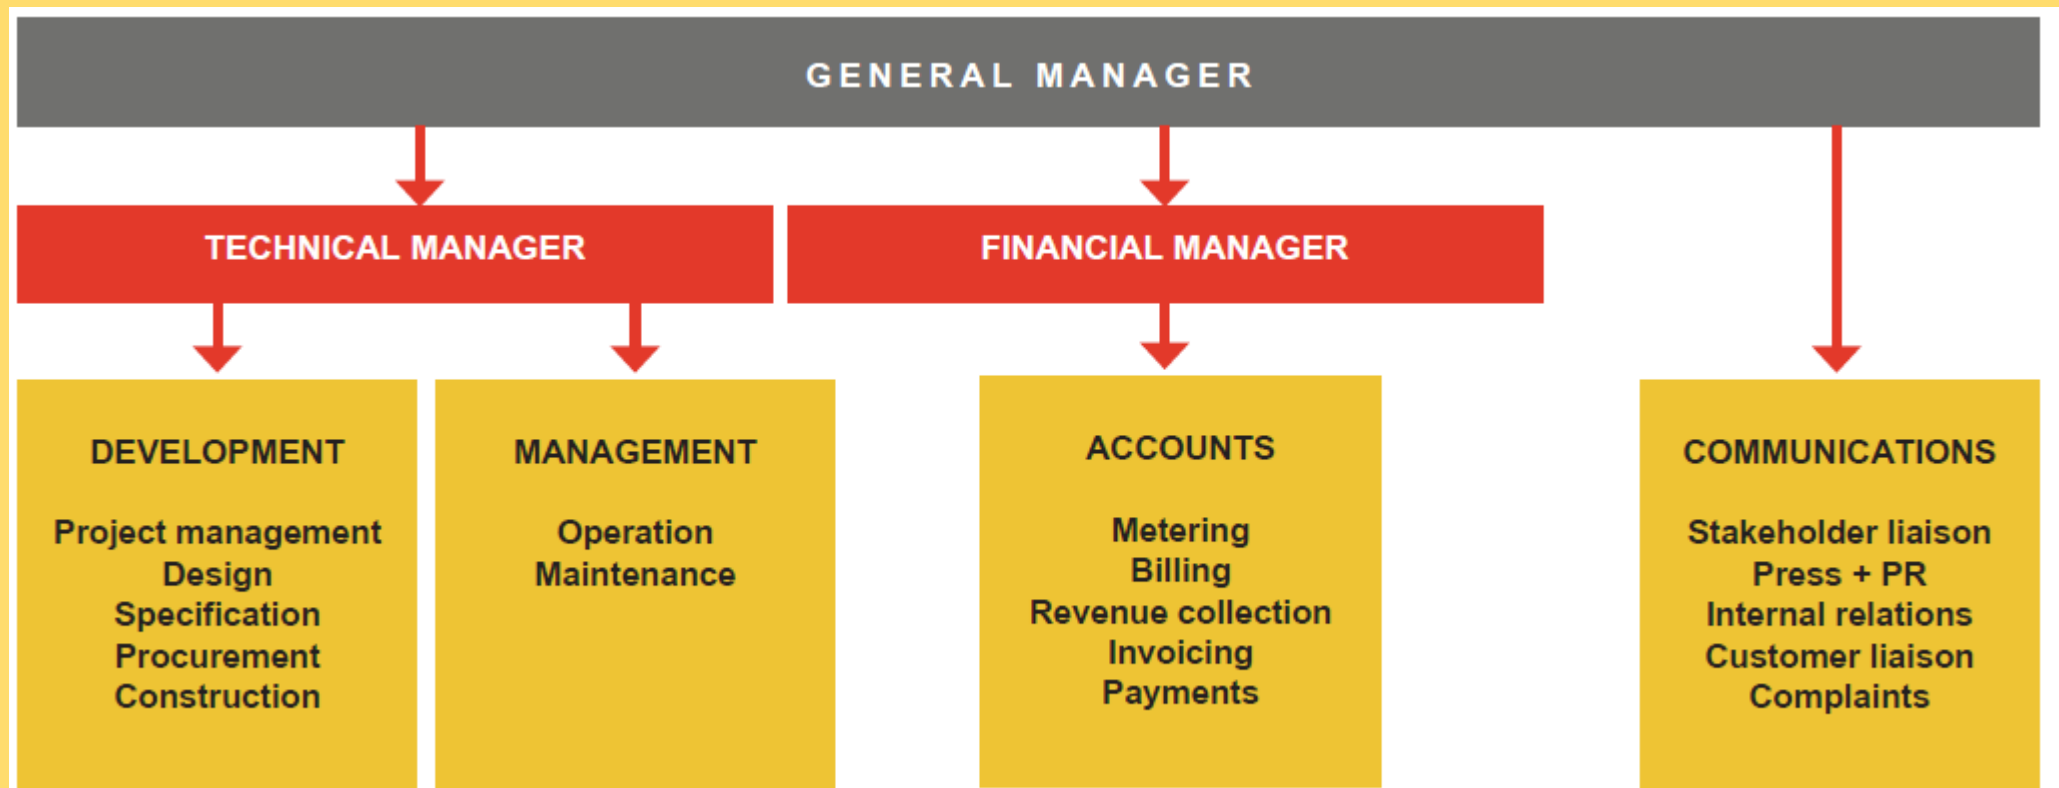 GENERAL MANAGER
TECHNICAL MANAGER
FINANCIAL MANAGER
DEVELOPMENT
Project management
Design
Specification
Procurement
Construction
MANAGEMENT
Operation
Maintenance
ACCOUNTS
Metering
Billing
Revenue collection
Invoicing
Payments
COMMUNICATIONS
Stakeholder liaison
Press + PR
Internal relations
Customer liaison
Complaints